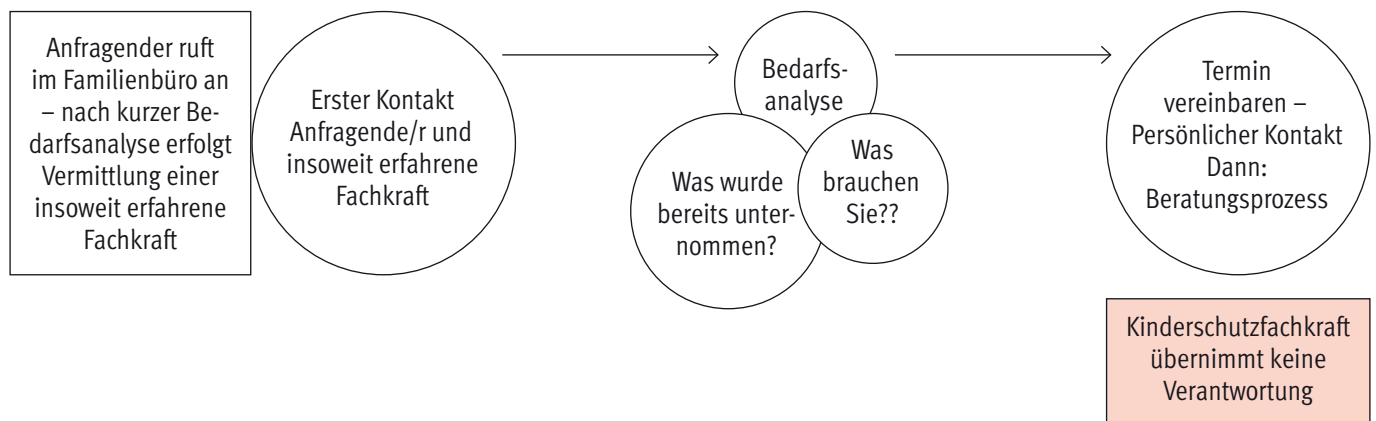 Anfragender ruft
im Familienbüro an
– nach kurzer Be-
darfsanalyse erfolgt
Vermittlung einer
insoweit erfahrene
Fachkraft
Erster Kontakt
Anfragende/r und
insoweit erfahrene
Fachkraft
Bedarfs-
analyse
Was wurde
bereits unter-
nommen?
Was
brauchen
Sie??
Termin
vereinbaren –
Persönlicher Kontakt
Dann:
Beratungsprozess
Kinderschutzfachkraft
übernimmt keine
Verantwortung